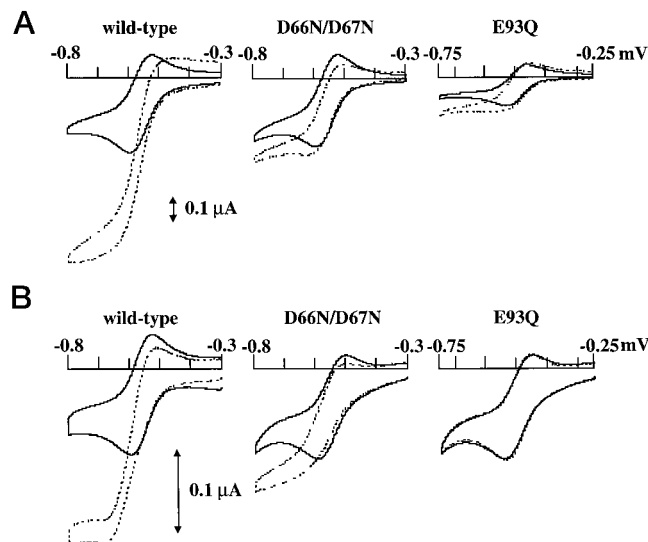 A
wild-type
D66N/D67N
E93Q
-0.8
-0.3
-0.8
-0.3
-0.75
-0.25 mV
0.1 µA
B
wild-type
D66N/D67N
E93Q
-0.8
-0.3
-0.8
-0.3
-0.75
-0.25 mV
0.1 µA